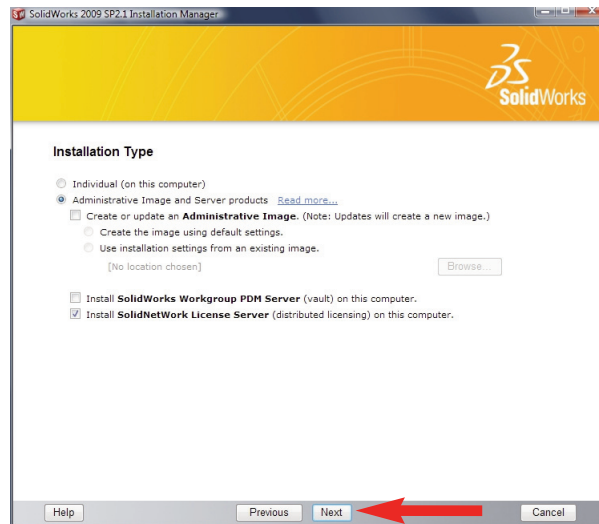 SolidWorks 2009 SP2.1 Installation Manager
SolidWorks
Installation Type
Individual (on this computer)
Administrative Image and Server products Read more...
Create or update an Administrative Image. (Note: Updates will create a new image.)
Create the image using default settings.
Use installation settings from an existing image.
[No location chosen] Browse...
Install SolidWorks Workgroup PDM Server (vault) on this computer.
Install SolidNetWork License Server (distributed licensing) on this computer.
Help Previous Next Cancel